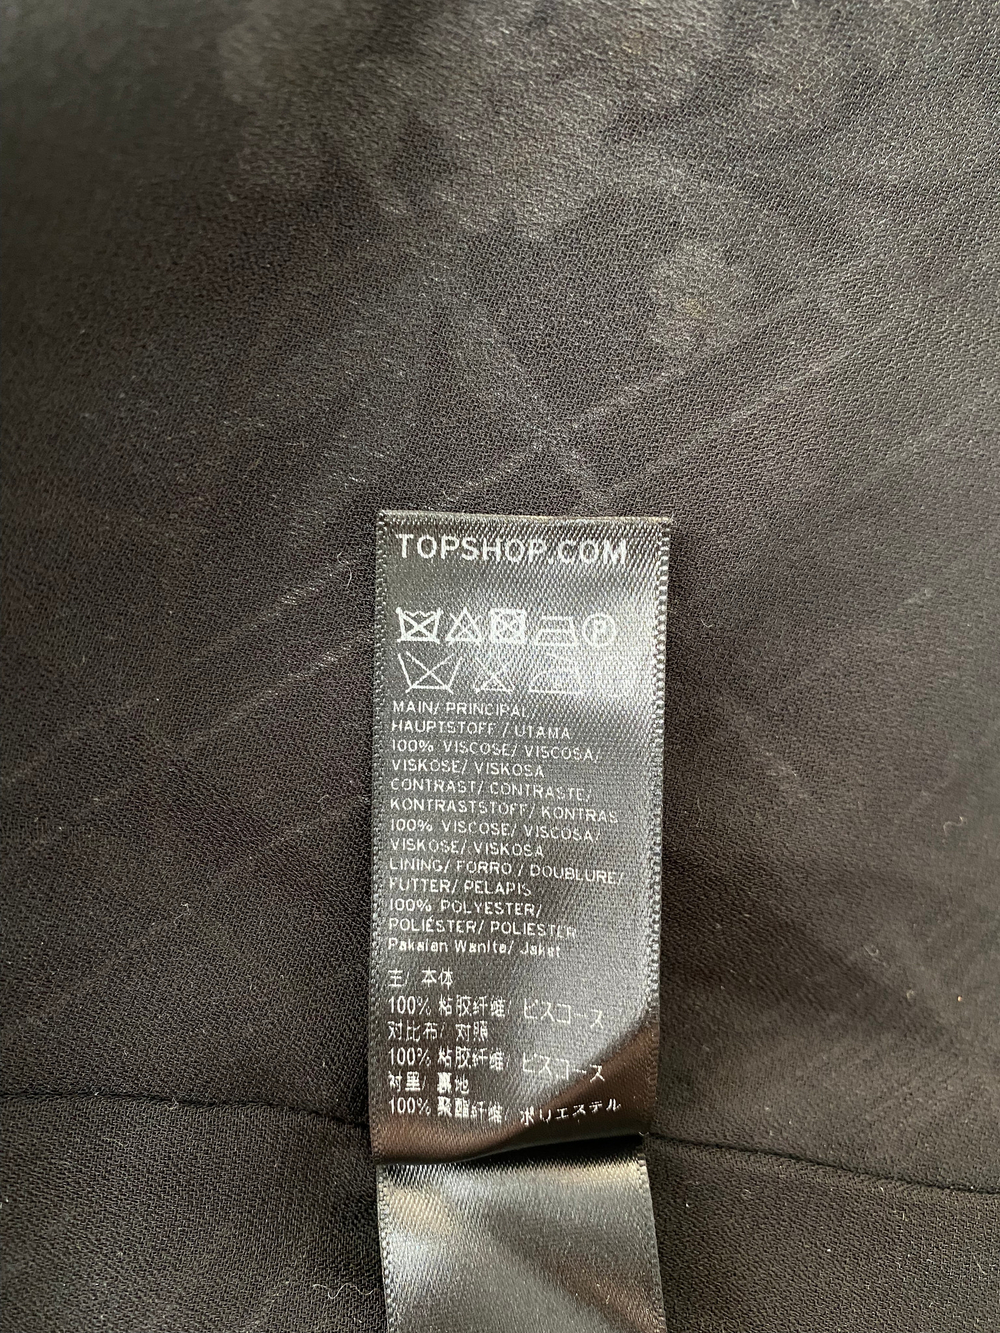 TOPSHOP.COM
P
MAIN/ PRINCIPAL
HAUPTSTOFF / UTAMA
100% VISCOSE/ VISCOSA/
VISKOSE/ VISKOSA
CONTRAST/ CONTRASTE/
KONTRASTSTOFF/ KONTRAS
100% VISCOSE/ VISCOSA/
VISKOSE/ VISKOSA
LINING/ FORRO / DOUBLURE/
FUTTER/ PELAPIS
100% POLYESTER/
POLIÉSTER/ POLIESTER
Pakaian Wanita/ Jaket
主/ 本体
100% 粘胶纤维/ ビスコース
对比布/ 对照
100% 粘胶纤维/ ビスコース
衬里/ 裏地
100% 聚酯纤维/ ポリエステル